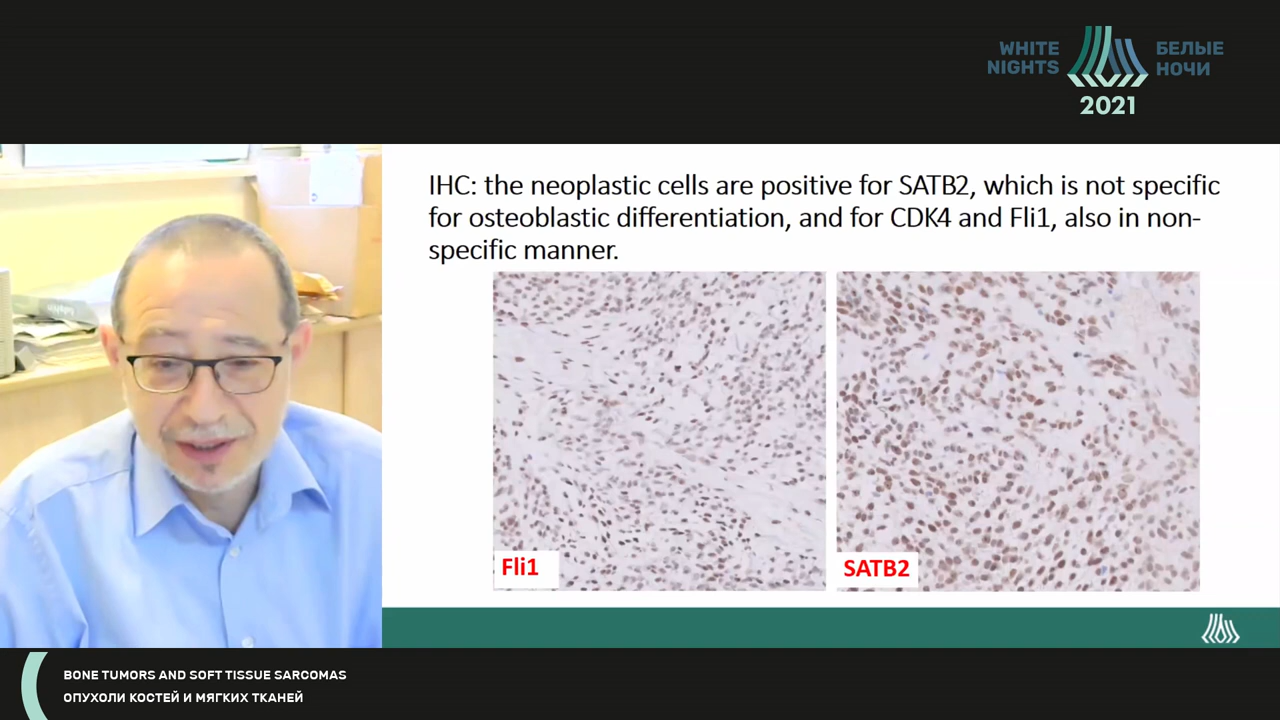 WHITE
NIGHTS
БЕЛЫЕ
НОЧИ
2021
IHC: the neoplastic cells are positive for SATB2, which is not specific
for osteoblastic differentiation, and for CDK4 and Fli1, also in non-
specific manner.
Fli1
SATB2
BONE TUMORS AND SOFT TISSUE SARCOMAS
ОПУХОЛИ КОСТЕЙ И МЯГКИХ ТКАНЕЙ